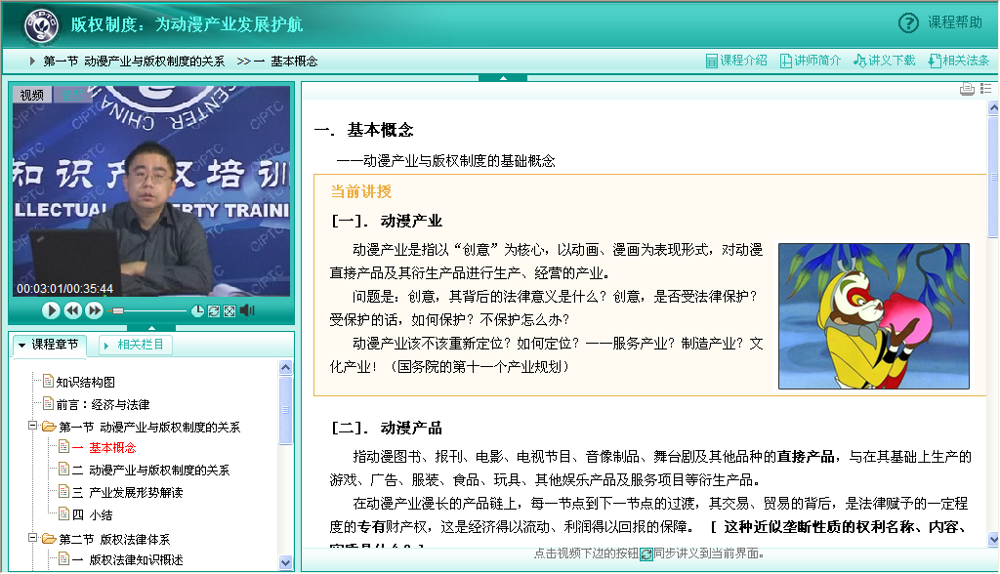 版权制度：为动漫产业发展护航
课程帮助
第一节 动漫产业与版权制度的关系 >> 一 基本概念
课程介绍 讲师简介 讲义下载 相关法条
视频
CHINA
CENTER
CIPTC
知识产权培训
LLECTUAL
ERTY TRAINI
00:03:01/00:35:44
课程章节 相关栏目
知识结构图
前言：经济与法律
第一节 动漫产业与版权制度的关系
一 基本概念
二 动漫产业与版权制度的关系
三 产业发展形势解读
四 小结
第二节 版权法律体系
一 版权法律知识概述
一．基本概念
——动漫产业与版权制度的基础概念
当前讲授
[一]．动漫产业
动漫产业是指以“创意”为核心，以动画、漫画为表现形式，对动漫
直接产品及其衍生产品进行生产、经营的产业。
问题是：创意，其背后的法律意义是什么？创意，是否受法律保护？
受保护的话，如何保护？不保护怎么办？
动漫产业该不该重新定位？如何定位？——服务产业？制造产业？文
化产业！（国务院的第十一个产业规划）
[二]．动漫产品
指动漫图书、报刊、电影、电视节目、音像制品、舞台剧及其他品种的直接产品，与在其基础上生产的
游戏、广告、服装、食品、玩具、其他娱乐产品及服务项目等衍生产品。
在动漫产业漫长的产品链上，每一节点到下一节点的过渡，其交易、贸易的背后，是法律赋予的一定程
度的专有财产权，这是经济得以流动、利润得以回报的保障。 [ 这种近似垄断性质的权利名称、内容、
点击视频下边的按钮 同步讲义到当前界面。